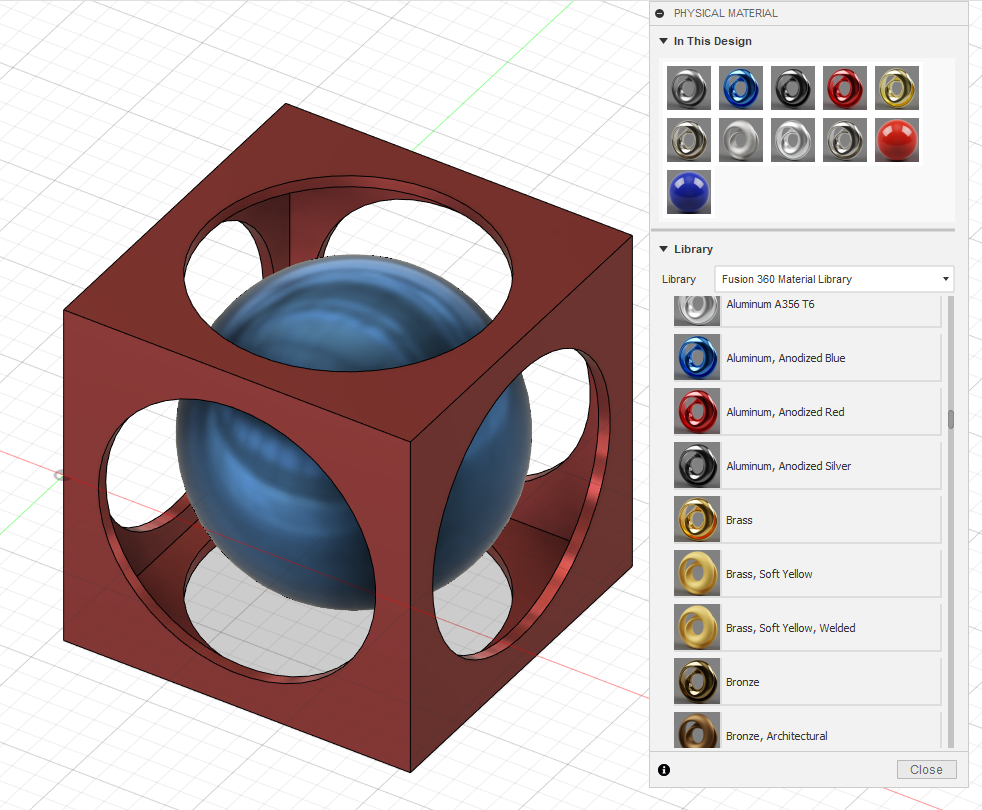 PHYSICAL MATERIAL
In This Design
Library
Library Fusion 360 Material Library
Aluminum A356 T6
Aluminum, Anodized Blue
Aluminum, Anodized Red
Aluminum, Anodized Silver
Brass
Brass, Soft Yellow
Brass, Soft Yellow, Welded
Bronze
Bronze, Architectural
Close